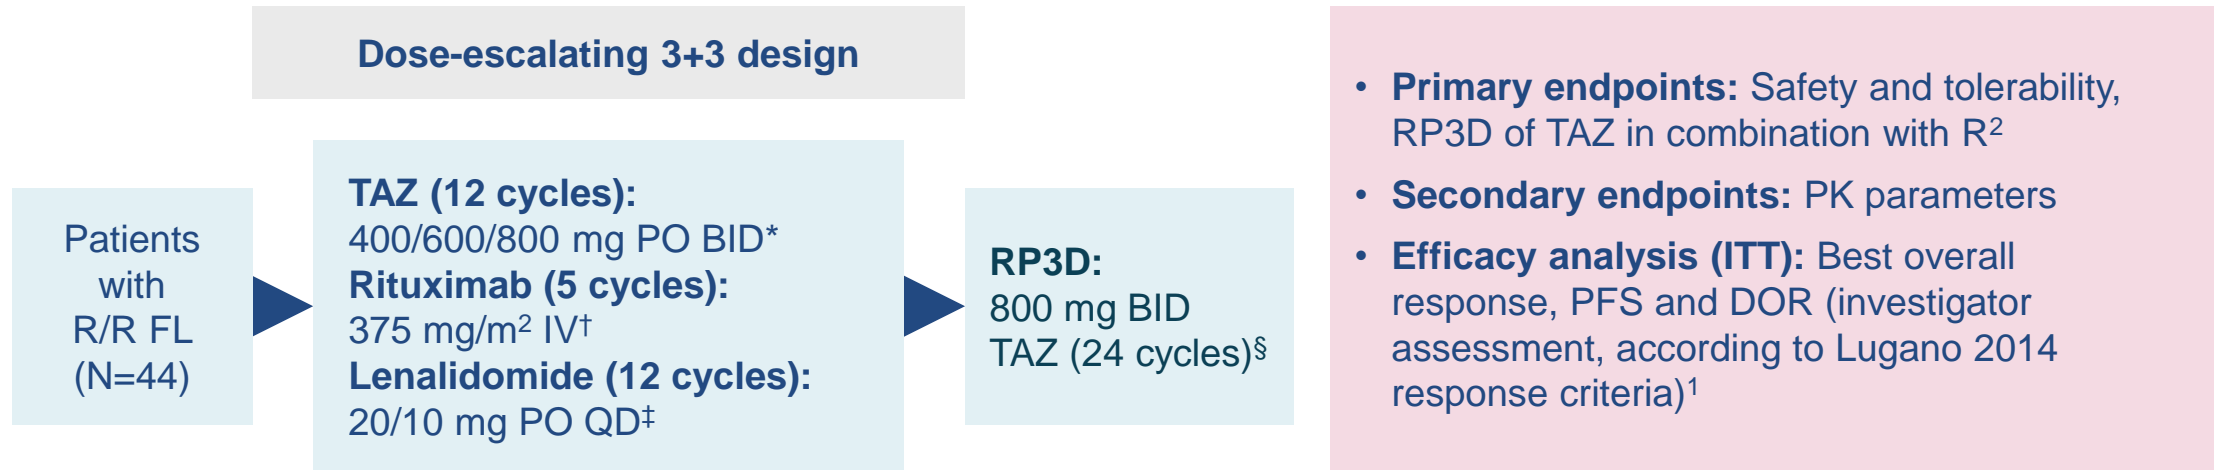 Dose-escalating 3+3 design
Patients
with
R/R FL
(N=44)
TAZ (12 cycles):
400/600/800 mg PO BID*
Rituximab (5 cycles):
375 mg/m² IV†
Lenalidomide (12 cycles):
20/10 mg PO QD‡
RP3D:
800 mg BID
TAZ (24 cycles)§
• Primary endpoints: Safety and tolerability,
RP3D of TAZ in combination with R²
• Secondary endpoints: PK parameters
• Efficacy analysis (ITT): Best overall
response, PFS and DOR (investigator
assessment, according to Lugano 2014
response criteria)¹